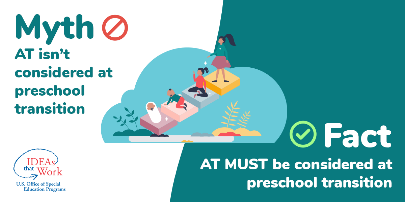 Myth
AT isn't
considered at
preschool
transition
Fact
AT MUST be considered at
preschool transition
IDEA
that
Work
U.S. Office of Special
Education Programs